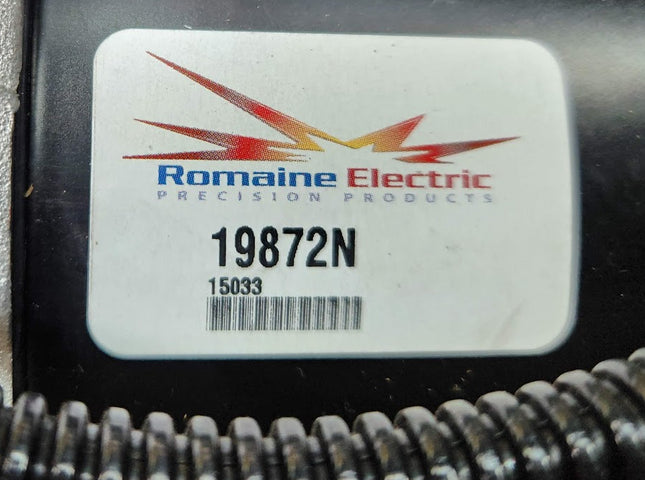 Romaine Electric
PRECISION PRODUCTS
19872N
15033